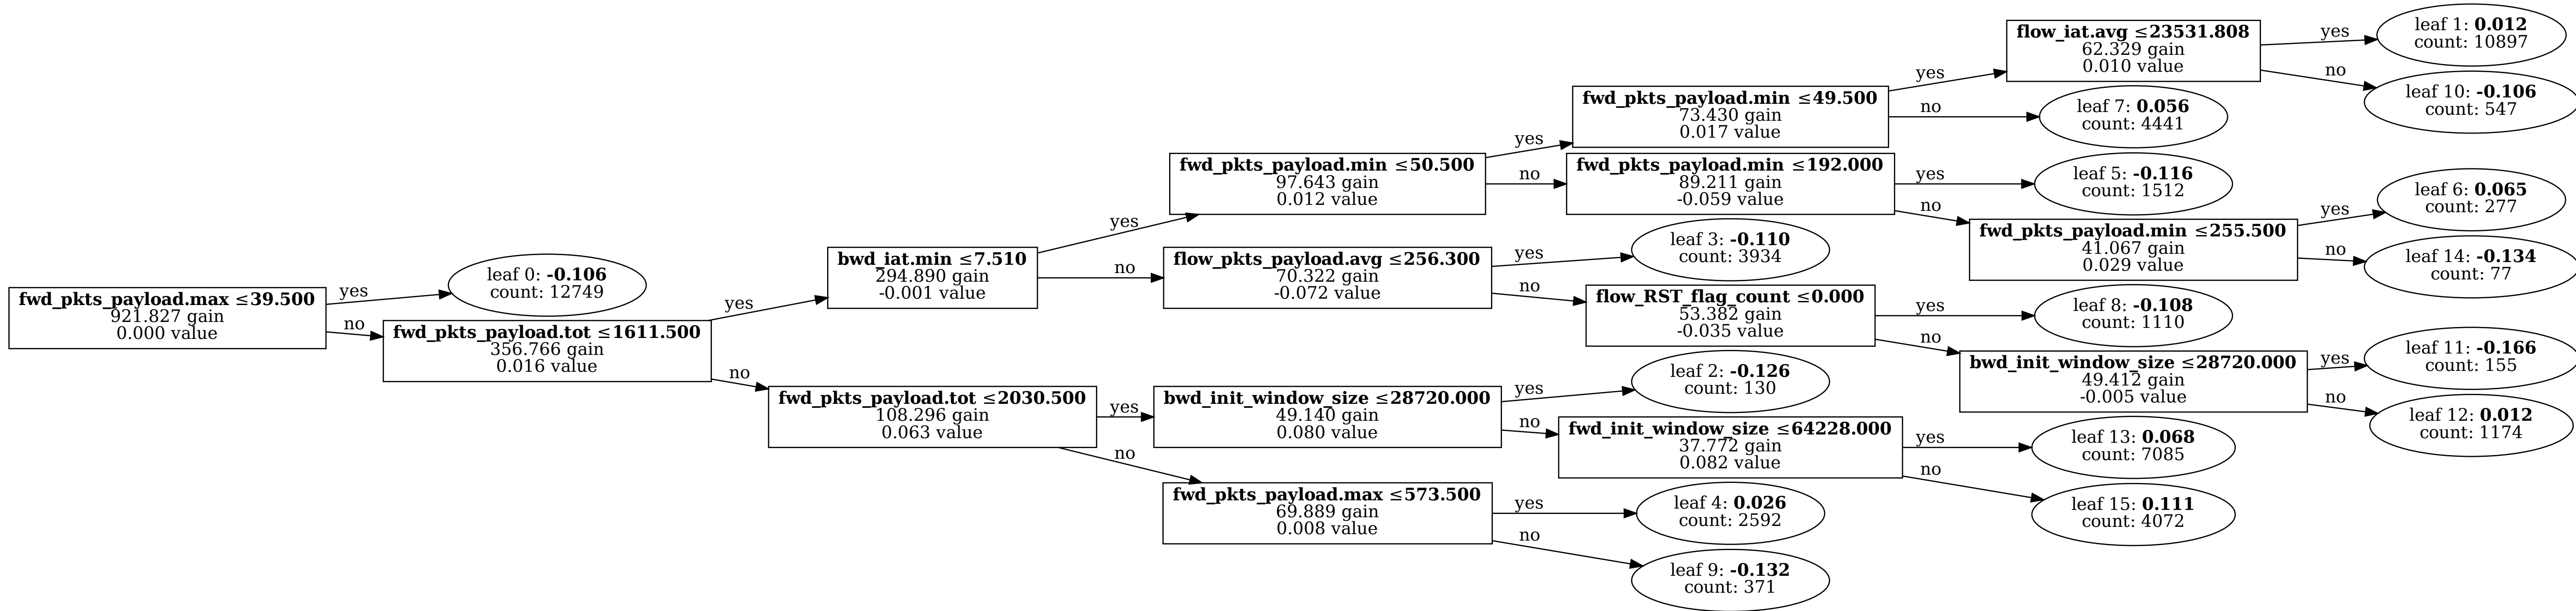 fwd_pkts_payload.max ≤39.500
921.827 gain
0.000 value
yes
leaf 0: -0.106
count: 12749
no
fwd_pkts_payload.tot ≤1611.500
356.766 gain
0.016 value
yes
bwd_iat.min ≤7.510
294.890 gain
-0.001 value
yes
fwd_pkts_payload.min ≤50.500
97.643 gain
0.012 value
yes
fwd_pkts_payload.min ≤49.500
73.430 gain
0.017 value
yes
flow_iat.avg ≤23531.808
62.329 gain
0.010 value
yes
leaf 1: 0.012
count: 10897
no
leaf 10: -0.106
count: 547
no
leaf 7: 0.056
count: 4441
no
fwd_pkts_payload.min ≤192.000
89.211 gain
-0.059 value
yes
leaf 5: -0.116
count: 1512
no
fwd_pkts_payload.min ≤255.500
41.067 gain
0.029 value
yes
leaf 6: 0.065
count: 277
no
leaf 14: -0.134
count: 77
no
flow_pkts_payload.avg ≤256.300
70.322 gain
-0.072 value
yes
leaf 3: -0.110
count: 3934
no
flow_RST_flag_count ≤0.000
53.382 gain
-0.035 value
yes
leaf 8: -0.108
count: 1110
no
bwd_init_window_size ≤28720.000
49.412 gain
-0.005 value
yes
leaf 11: -0.166
count: 155
no
leaf 12: 0.012
count: 1174
no
fwd_pkts_payload.tot ≤2030.500
108.296 gain
0.063 value
yes
bwd_init_window_size ≤28720.000
49.140 gain
0.080 value
yes
leaf 2: -0.126
count: 130
no
fwd_init_window_size ≤64228.000
37.772 gain
0.082 value
yes
leaf 13: 0.068
count: 7085
no
leaf 15: 0.111
count: 4072
no
fwd_pkts_payload.max ≤573.500
69.889 gain
0.008 value
yes
leaf 4: 0.026
count: 2592
no
leaf 9: -0.132
count: 371